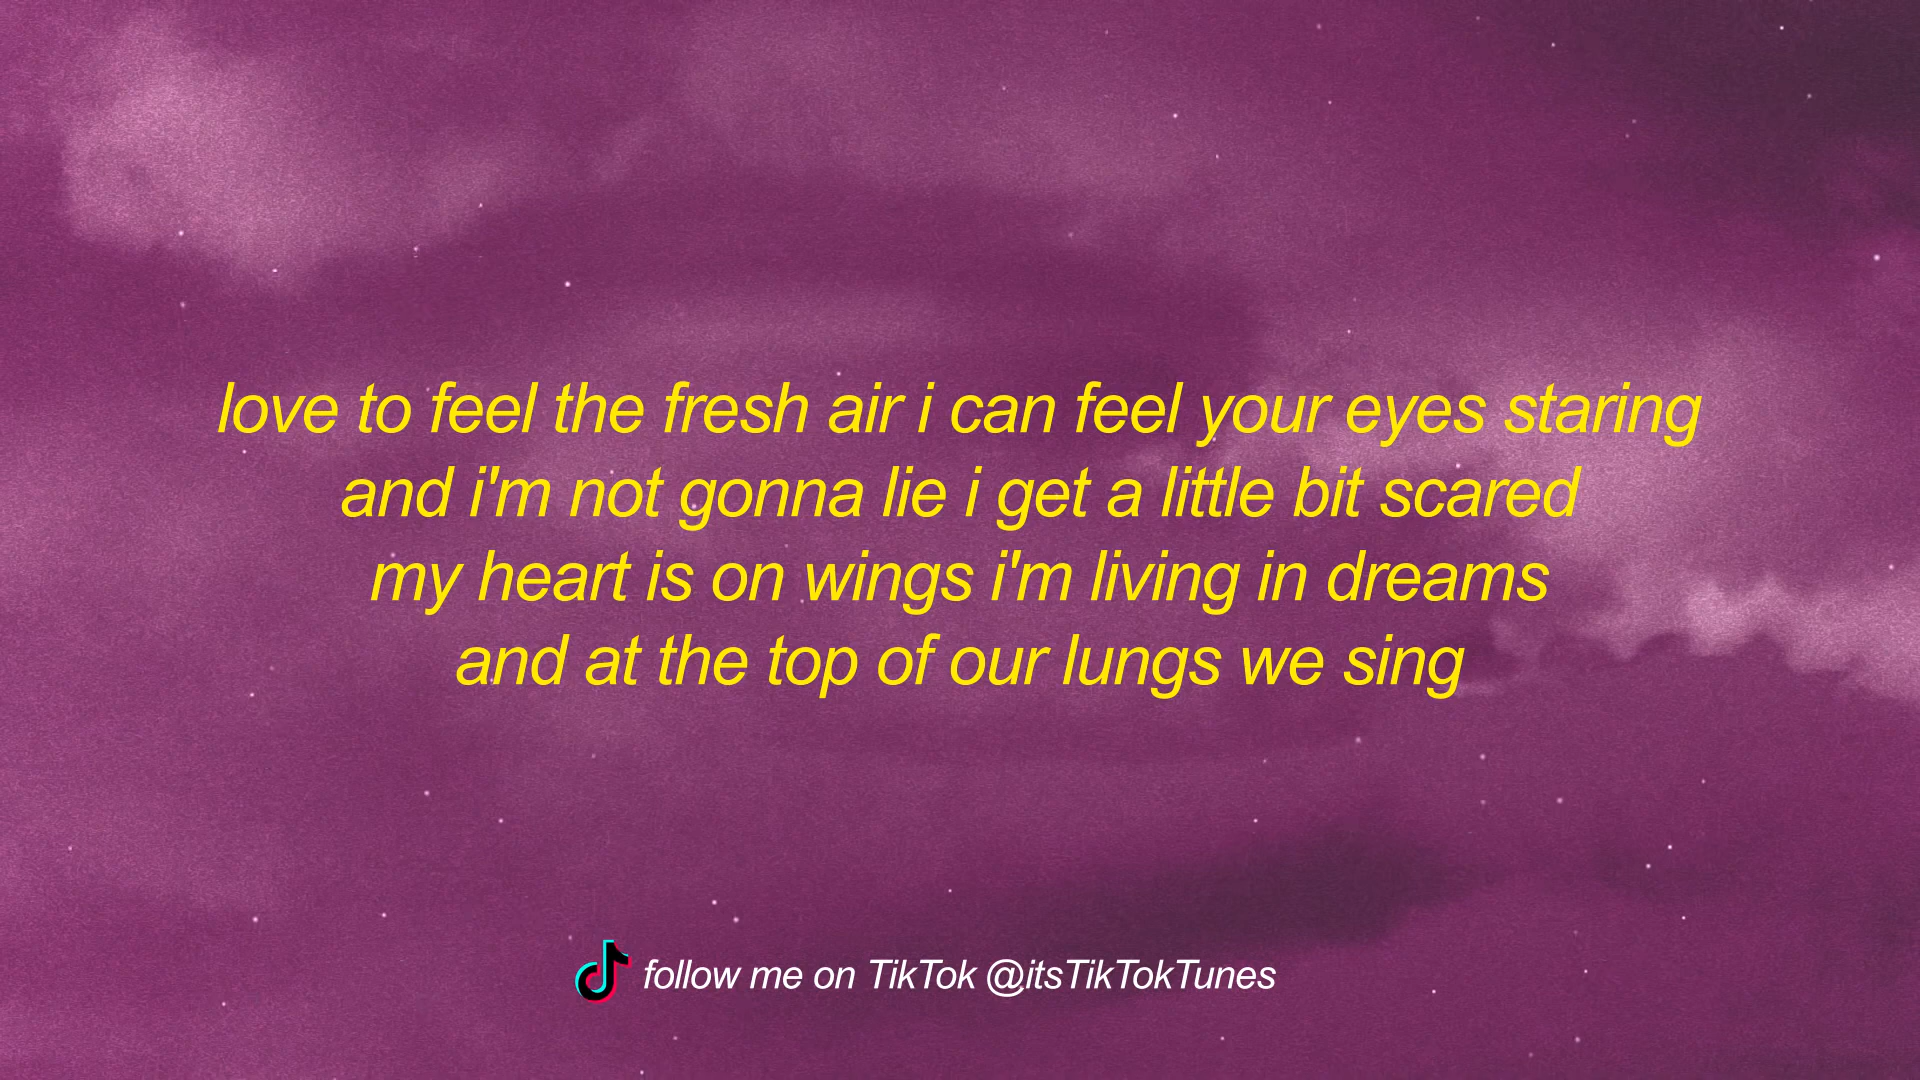 love to feel the fresh air i can feel your eyes staring
and i'm not gonna lie i get a little bit scared
my heart is on wings i'm living in dreams
and at the top of our lungs we sing
follow me on TikTok @itsTikTokTunes